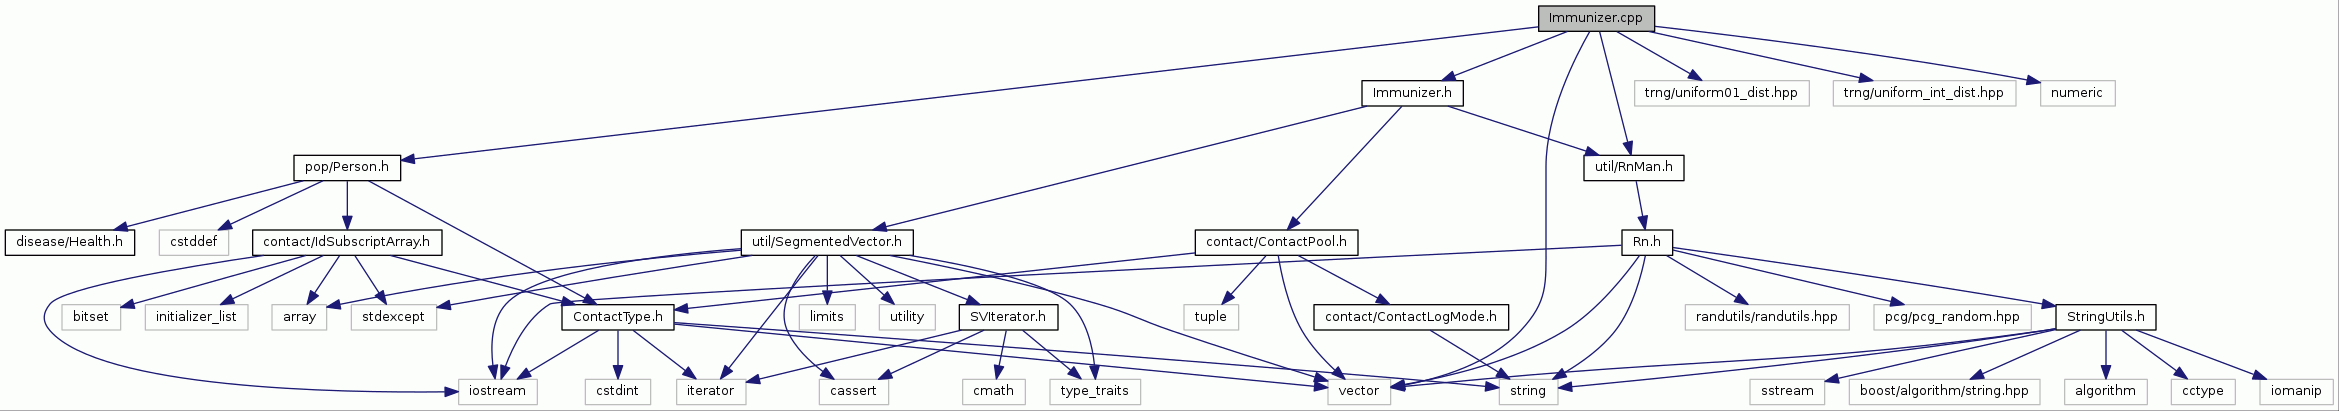 Immunizer.cpp
Immunizer.h
trng/uniform01_dist.hpp
trng/uniform_int_dist.hpp
numeric
pop/Person.h
util/RnMan.h
disease/Health.h
cstddef
contact/IdSubscriptArray.h
util/SegmentedVector.h
contact/ContactPool.h
Rn.h
bitset
initializer_list
array
stdexcept
ContactType.h
limits
utility
SVIterator.h
tuple
contact/ContactLogMode.h
randutils/randutils.hpp
pcg/pcg_random.hpp
StringUtils.h
iostream
cstdint
iterator
cassert
cmath
type_traits
vector
string
sstream
boost/algorithm/string.hpp
algorithm
cctype
iomanip